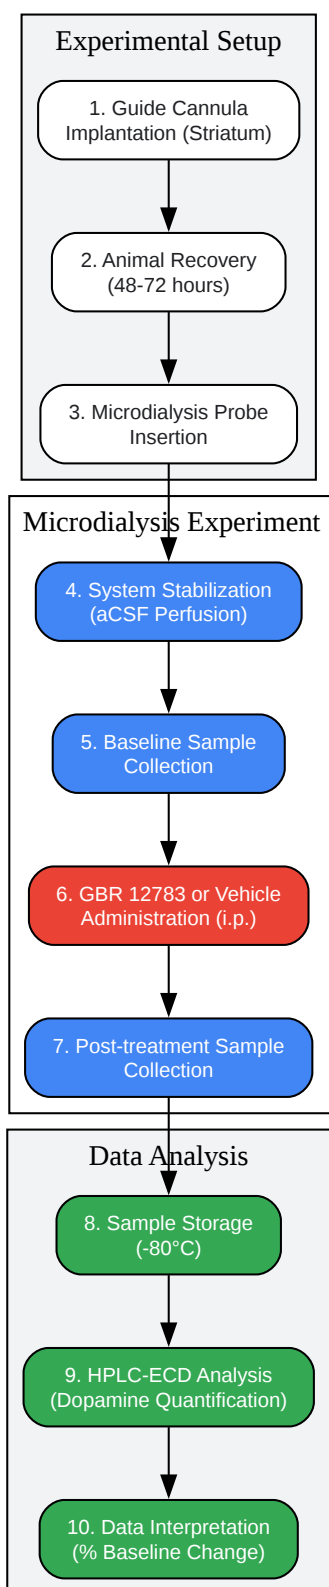 Experimental Setup
1. Guide Cannula
Implantation (Striatum)
2. Animal Recovery
(48-72 hours)
3. Microdialysis Probe
Insertion
Microdialysis Experiment
4. System Stabilization
(aCSF Perfusion)
5. Baseline Sample
Collection
6. GBR 12783 or Vehicle
Administration (i.p.)
7. Post-treatment Sample
Collection
Data Analysis
8. Sample Storage
(-80°C)
9. HPLC-ECD Analysis
(Dopamine Quantification)
10. Data Interpretation
(% Baseline Change)